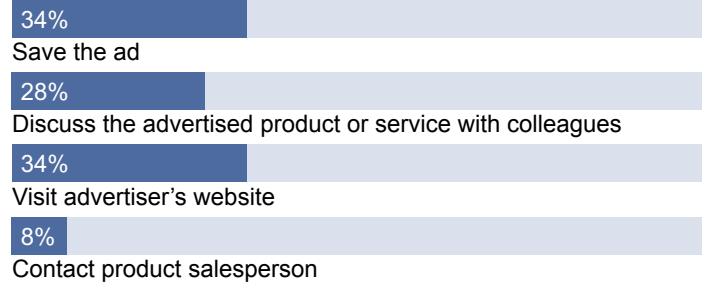 34%
Save the ad
28%
Discuss the advertised product or service with colleagues
34%
Visit advertiser’s website
8%
Contact product salesperson